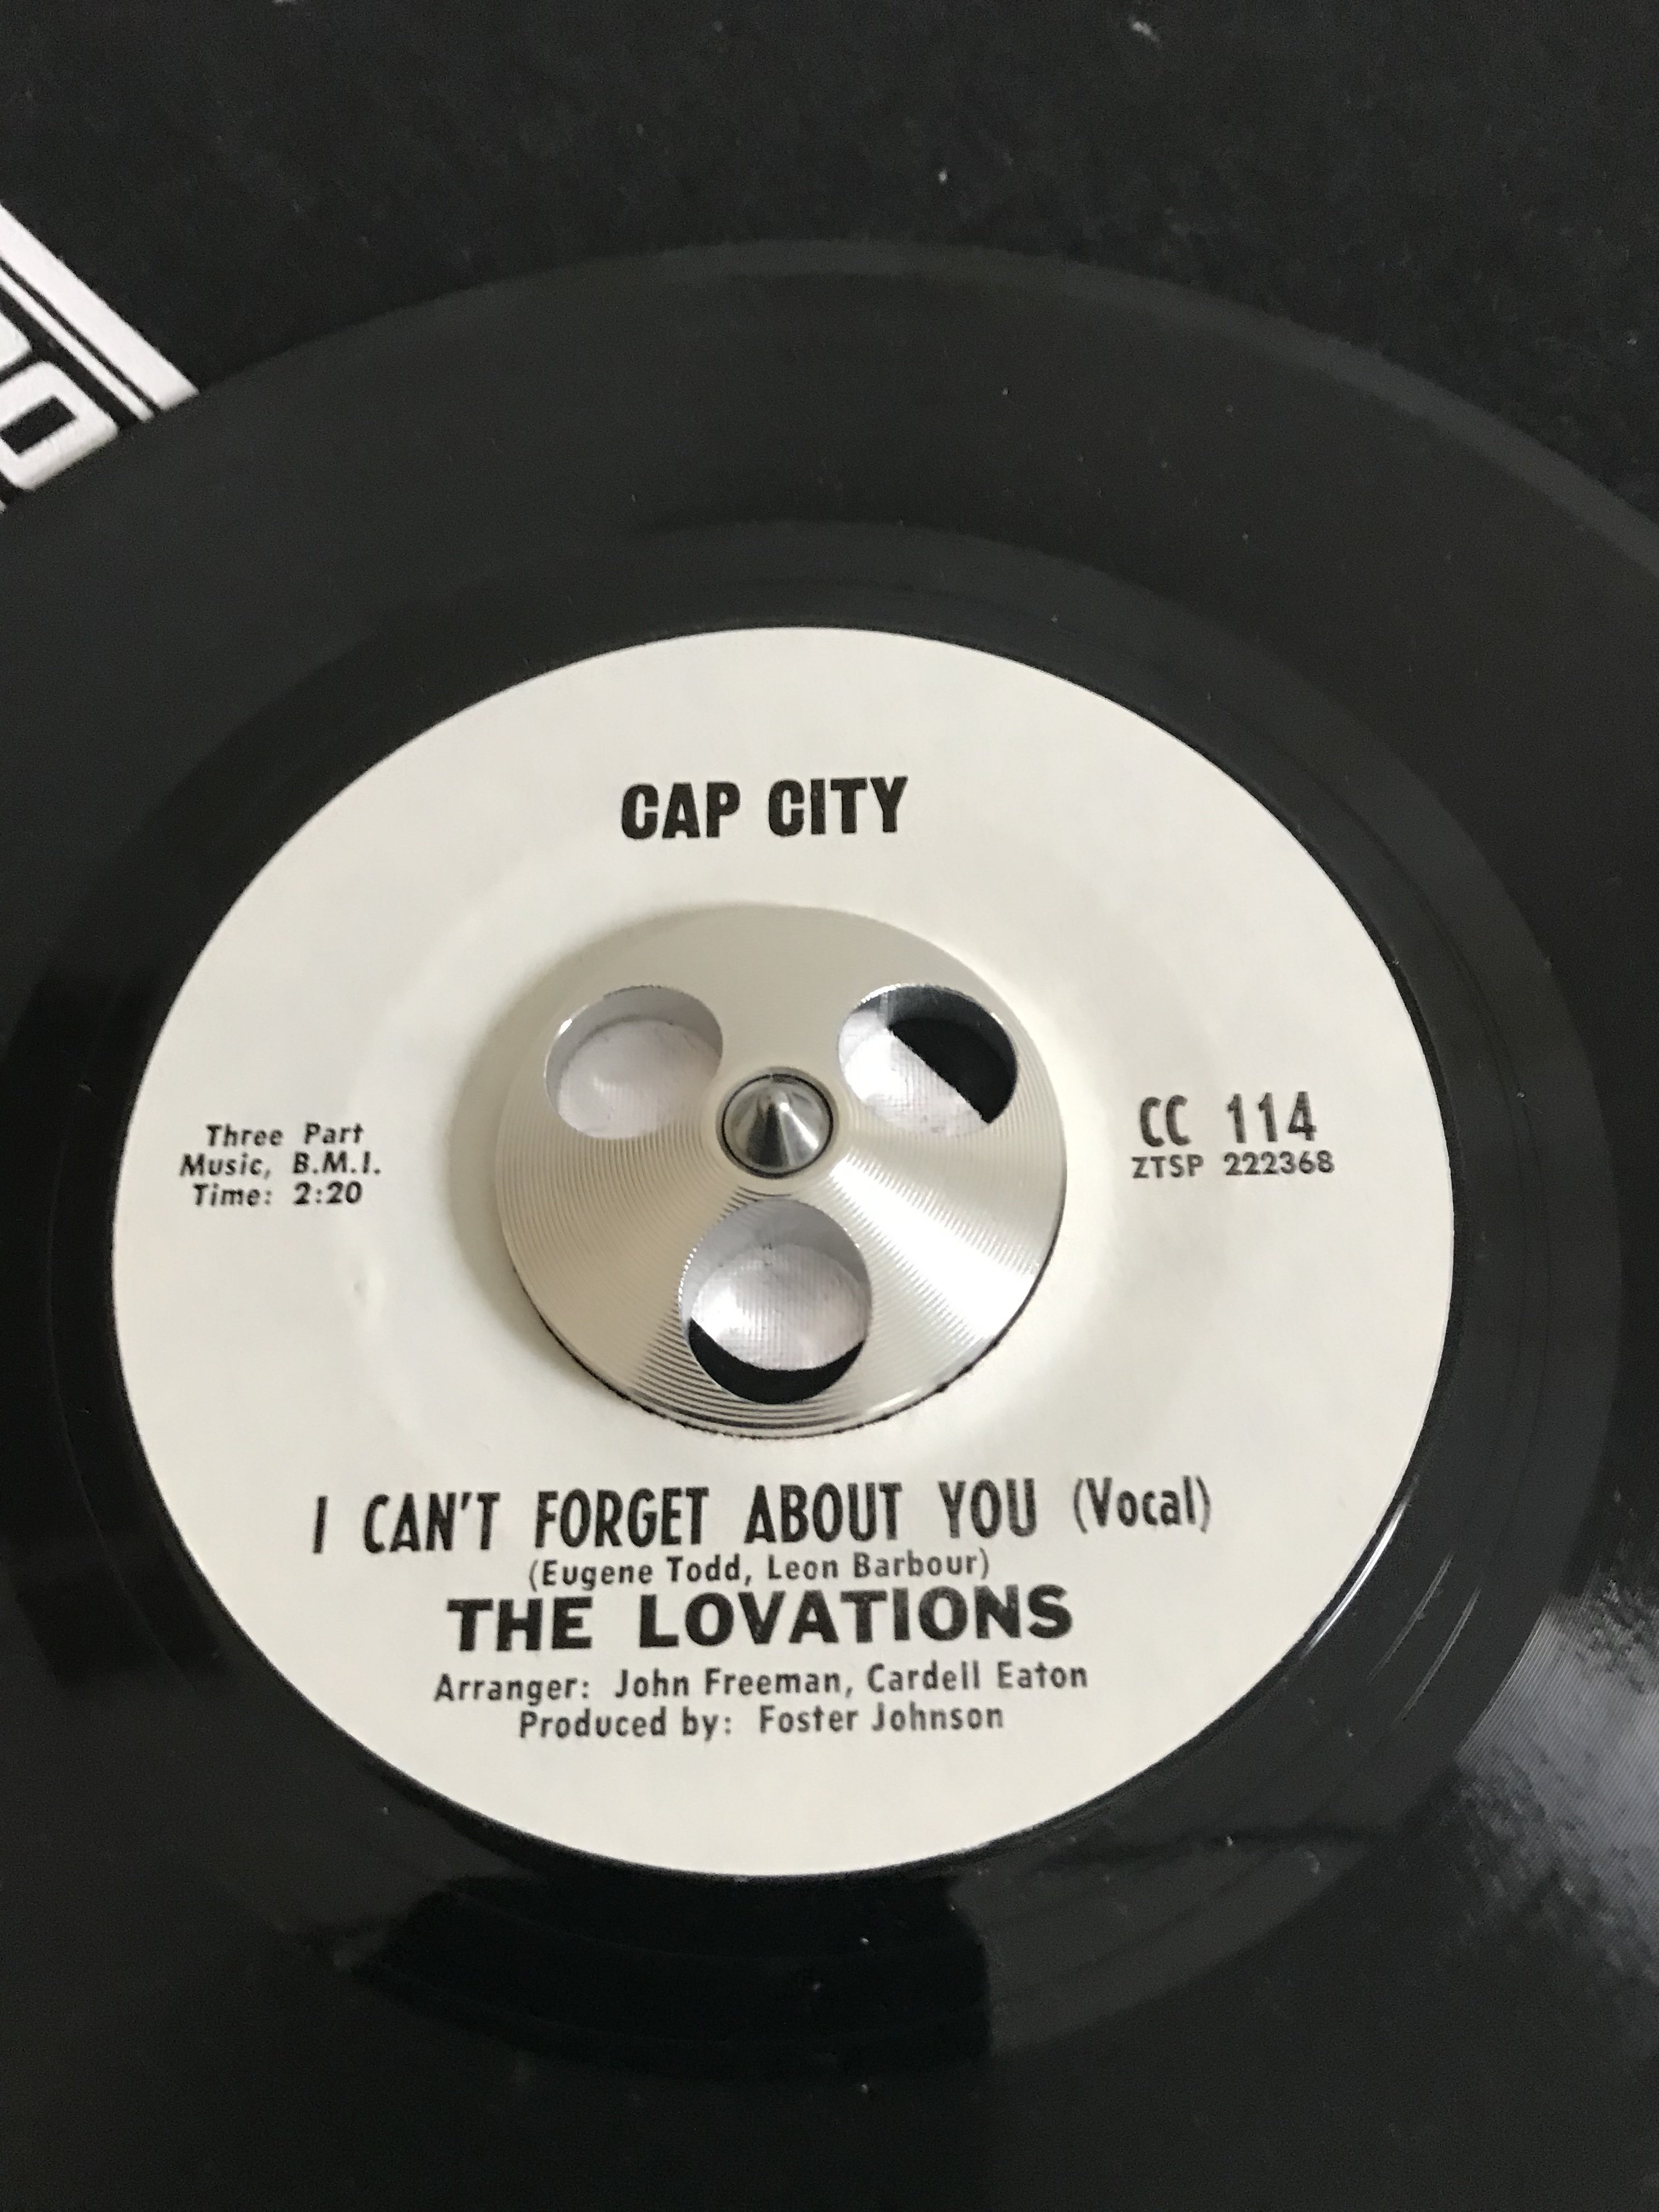 CAP CITY
Three Part
Music, B.M.I.
Time: 2:20
CC 114
ZTSP 222368
I CAN'T FORGET ABOUT YOU (Vocal)
(Eugene Todd, Leon Barbour)
THE LOVATIONS
Arranger: John Freeman, Cardell Eaton
Produced by: Foster Johnson